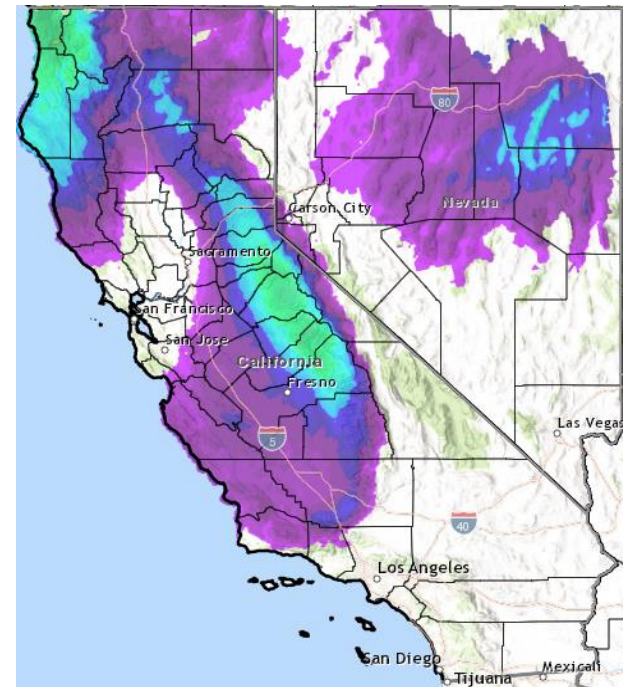 80
Nevada
Carson City
Sacramento
San Francisco
San Jose
California
Fresno
5
Las Vegas
40
Los Angeles
San Diego
Tijuana
Mexicali